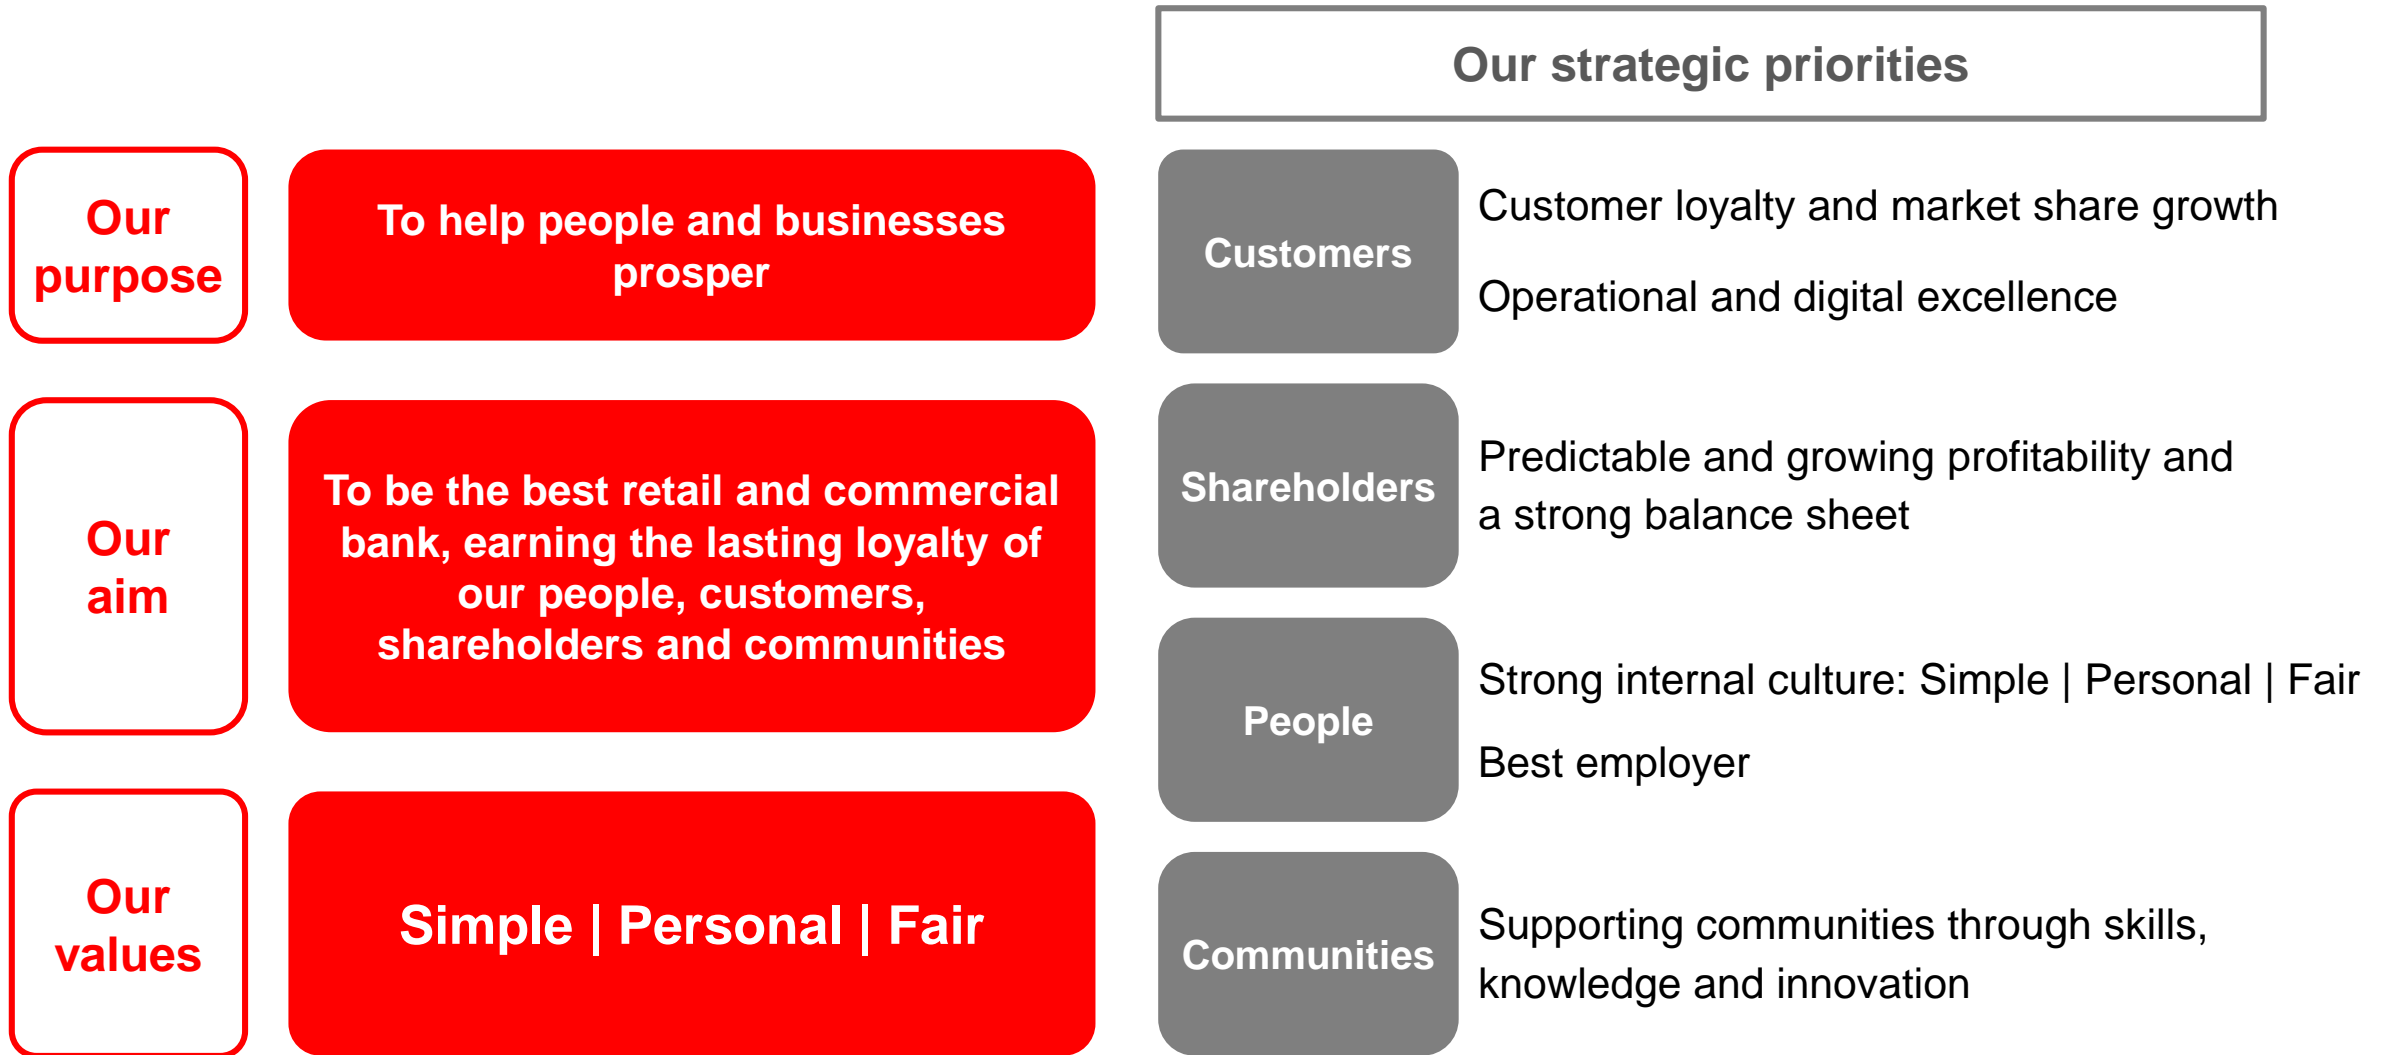 Our strategic priorities
Our
purpose
To help people and businesses
prosper
Our
aim
To be the best retail and commercial
bank, earning the lasting loyalty of
our people, customers,
shareholders and communities
Our
values
Simple | Personal | Fair
Customers
Customer loyalty and market share growth
Operational and digital excellence
Shareholders
Predictable and growing profitability and
a strong balance sheet
People
Strong internal culture: Simple | Personal | Fair
Best employer
Communities
Supporting communities through skills,
knowledge and innovation